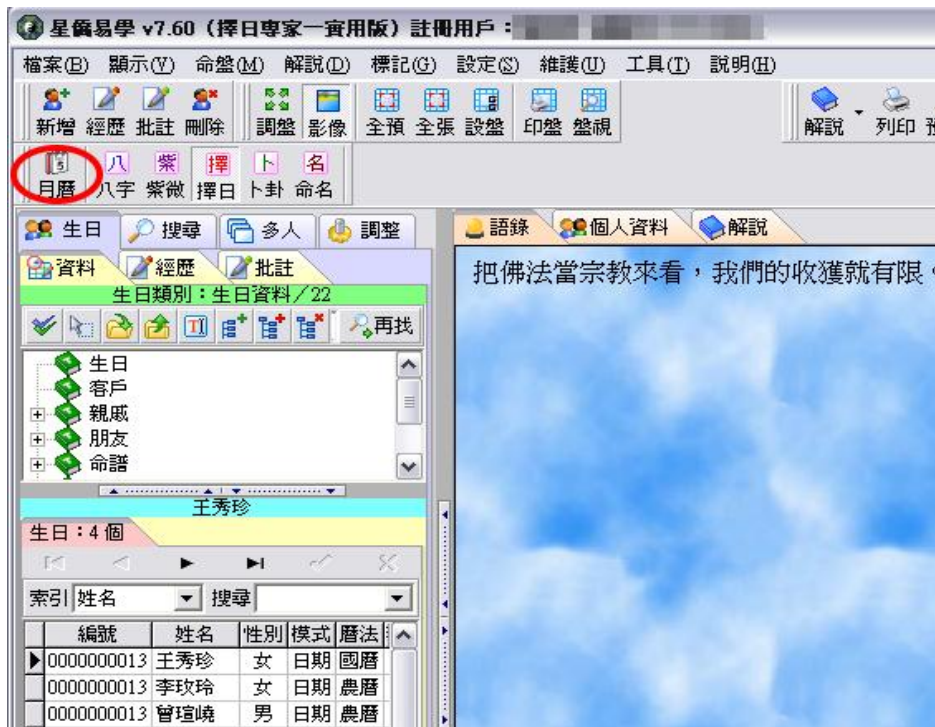 星僑易學 v7.60（擇日專家－實用版）註冊用戶：
檔案(B) 顯示(V) 命盤(M) 解說(D) 標記(G) 設定(S) 維護(U) 工具(T) 說明(H)
新增 經歷 批註 刪除 調盤 影像 全預 全張 設盤 印盤 盤視 解說 列印 預
5
八 紫 擇 卜 名
月曆 八字 紫微 擇日 卜卦 命名
生日 搜尋 多人 調整 語錄 個人資料 解說
資料 經歷 批註
把佛法當宗教來看，我們的收獲就有限。
生日類別：生日資料／22
再找
生日
客戶
親戚
朋友
命譜
王秀珍
生日：4 個
索引 姓名 搜尋
編號 姓名 性別 模式 曆法
0000000013 王秀珍 女 日期 國曆
0000000013 李玫玲 女 日期 農曆
0000000013 曾瑄嶢 男 日期 農曆